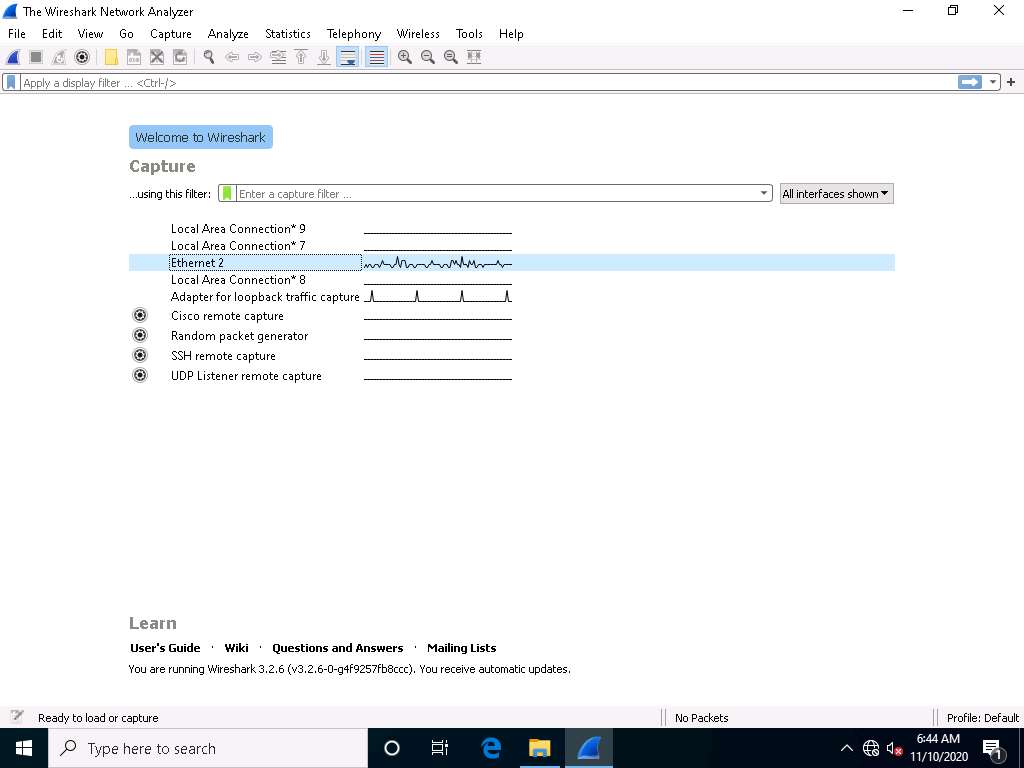 The Wireshark Network Analyzer
File Edit View Go Capture Analyze Statistics Telephony Wireless Tools Help
Apply a display filter ... <Ctrl-/>
Welcome to Wireshark
Capture
...using this filter: Enter a capture filter ... All interfaces shown
Local Area Connection* 9
Local Area Connection* 7
Ethernet 2
Local Area Connection* 8
Adapter for loopback traffic capture
Cisco remote capture
Random packet generator
SSH remote capture
UDP Listener remote capture
Learn
User's Guide · Wiki · Questions and Answers · Mailing Lists
You are running Wireshark 3.2.6 (v3.2.6-0-g4f9257fb8ccc). You receive automatic updates.
Ready to load or capture No Packets Profile: Default
Type here to search
6:44 AM
11/10/2020
1